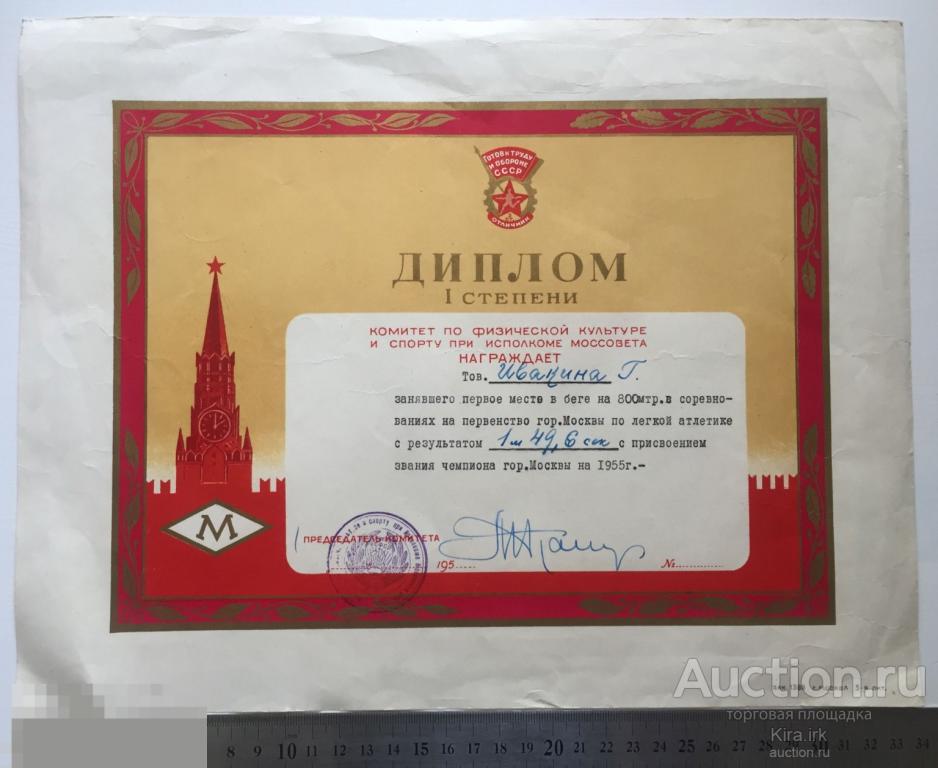 ГОТОВ К ТРУДУ
И ОБОРОНЕ
СССР
ОТЛИЧНИК
ДИПЛОМ
I СТЕПЕНИ
КОМИТЕТ ПО ФИЗИЧЕСКОЙ КУЛЬТУРЕ
И СПОРТУ ПРИ ИСПОЛКОМЕ МОССОВЕТА
НАГРАЖДАЕТ
Тов. Ивакина Г.
занявшего первое место в беге на 800мтр.в соревно-
ваниях на первенство гор.Москвы по легкой атлетике
с результатом 1м 49,6 сек с присвоением
звания чемпиона гор.Москвы на 1955г.-
М
ПРЕДСЕДАТЕЛЬ КОМИТЕТА
195...... №............
и спорту при
Auction.ru
торговая площадка
Kira.irk
auction.ru
8 9 10 11 12 13 14 15 16 17 18 19 20 21 22 23 24 25 26 27 28 29 30 31 32 33 34